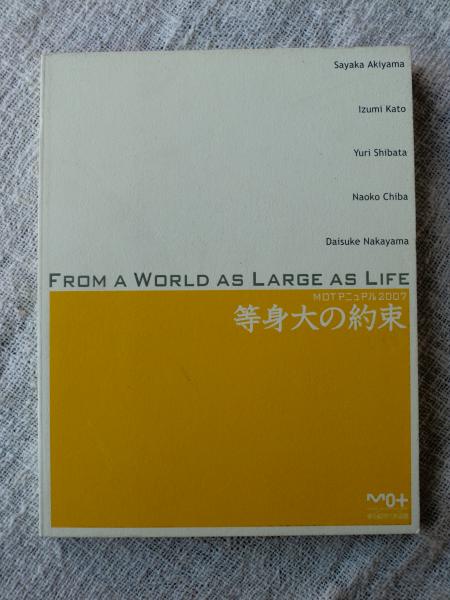 Sayaka Akiyama
Izumi Kato
Yuri Shibata
Naoko Chiba
Daisuke Nakayama
FROM A WORLD AS LARGE AS LIFE
MOTアニュアル2007
等身大の約束
MO+